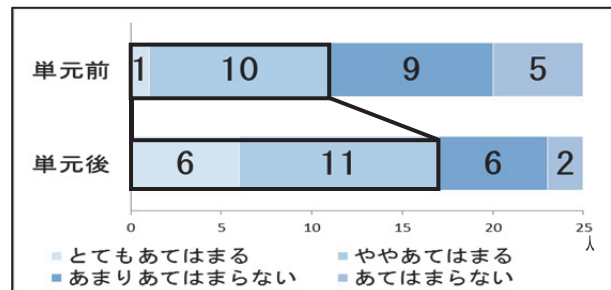 単元前 1 10 9 5
単元後 6 11 6 2
0 5 10 15 20 25
人
とてもあてはまる ややあてはまる
あまりあてはまらない あてはまらない